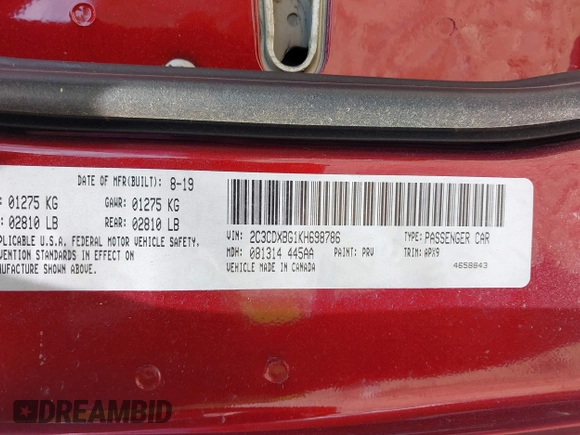 DATE OF MFR(BUILT): 8-19
01275 KG GAWR: 01275 KG
02810 LB REAR: 02810 LB
PLICABLE U.S.A. FEDERAL MOTOR VEHICLE SAFETY,
VENTION STANDARDS IN EFFECT ON
NUFACTURE SHOWN ABOVE.
VIN: 2C3CDXBG1KH698786 TYPE: PASSENGER CAR
MDH: 081314 445AA PAINT: PRV TRIM: APX9
VEHICLE MADE IN CANADA 4658843
DREAMBID